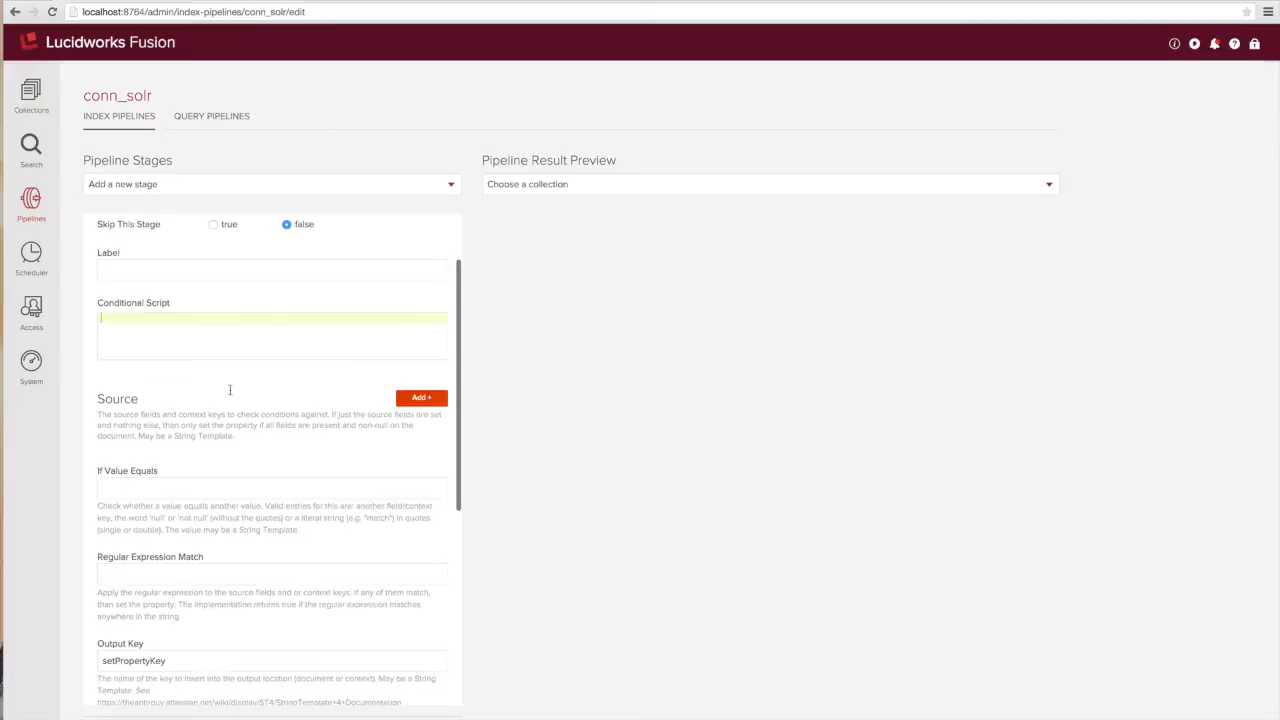 localhost:8764/admin/index-pipelines/conn_solr/edit
Lucidworks Fusion
Collections
Search
Pipelines
Scheduler
Access
System
conn_solr
INDEX PIPELINES
QUERY PIPELINES
Pipeline Stages
Add a new stage
Skip This Stage
true
false
Label
Conditional Script
Source
Add +
The source fields and context keys to check conditions against. If just the source fields are set
and nothing else, than only set the property if all fields are present and non-null on the
document. May be a String Template.
If Value Equals
Check whether a value equals another value. Valid entries for this are: another field/context
key, the word 'null' or 'not null' (without the quotes) or a literal string (e.g. "match") in quotes
(single or double). The value may be a String Template.
Regular Expression Match
Apply the regular expression to the source fields and or context keys. If any of them match,
than set the property. The implementation returns true if the regular expression matches
anywhere in the string.
Output Key
setPropertyKey
The name of the key to insert into the output location (document or context). May be a String
Template. See
https://theantlrguy.atlassian.net/wiki/display/ST4/StringTemplate+4+Documentation
Pipeline Result Preview
Choose a collection